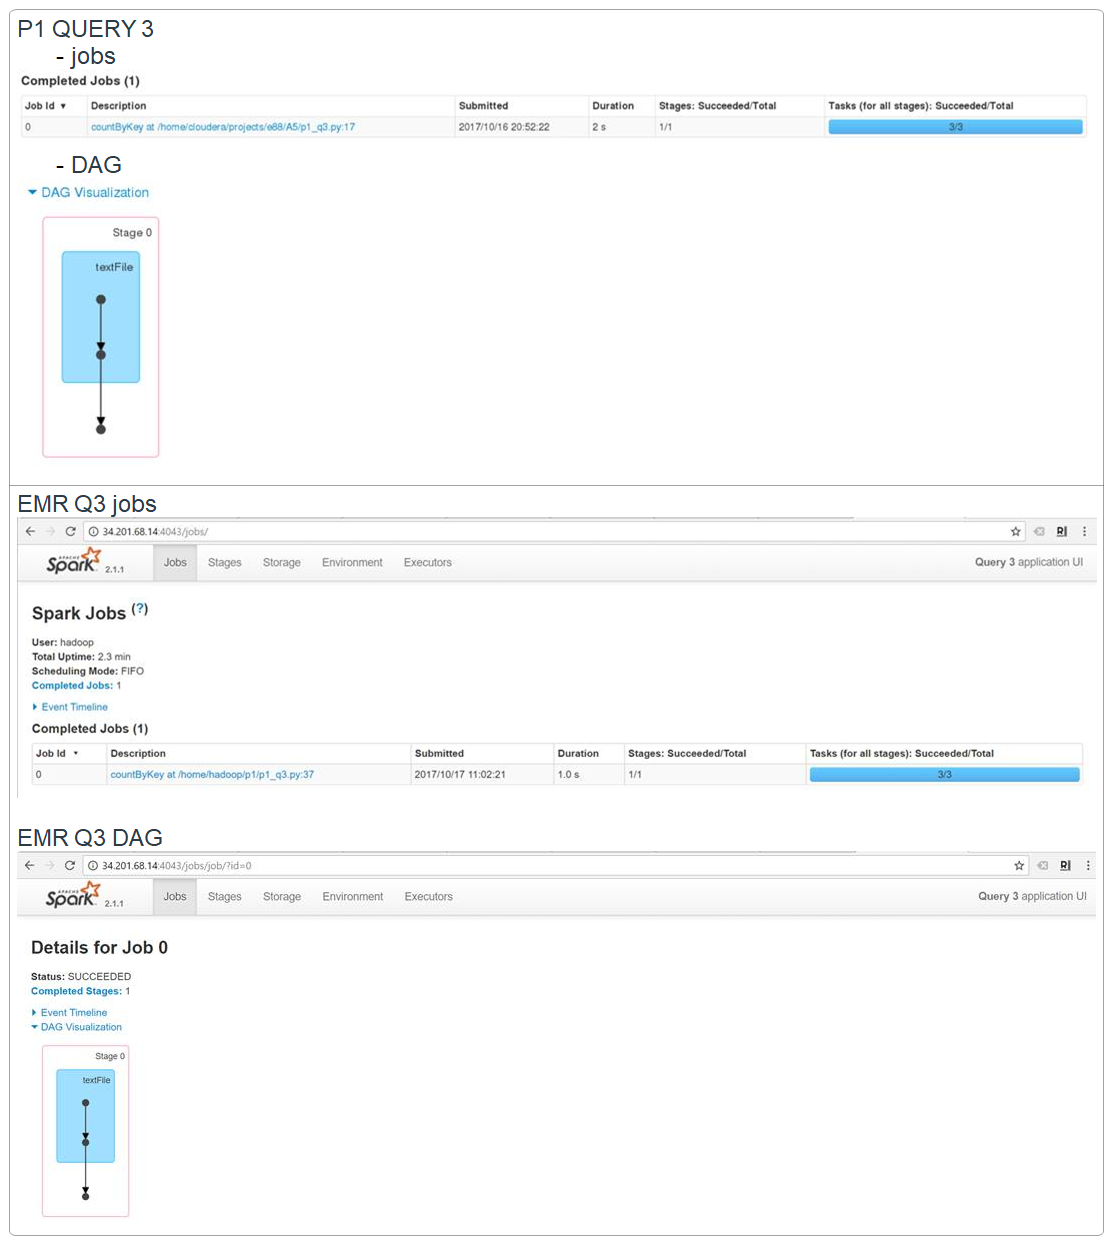 P1 QUERY 3
- jobs
Completed Jobs (1)
Job Id ▼ Description Submitted Duration Stages: Succeeded/Total Tasks (for all stages): Succeeded/Total
0 countByKey at /home/cloudera/projects/e88/A5/p1_q3.py:17 2017/10/16 20:52:22 2 s 1/1 3/3
- DAG
DAG Visualization
Stage 0
textFile
EMR Q3 jobs
34.201.68.14:4043/jobs/
APACHE
Spark 2.1.1 Jobs Stages Storage Environment Executors Query 3 application UI
Spark Jobs (?)
User: hadoop
Total Uptime: 2.3 min
Scheduling Mode: FIFO
Completed Jobs: 1
Event Timeline
Completed Jobs (1)
Job Id ▼ Description Submitted Duration Stages: Succeeded/Total Tasks (for all stages): Succeeded/Total
0 countByKey at /home/hadoop/p1/p1_q3.py:37 2017/10/17 11:02:21 1.0 s 1/1 3/3
EMR Q3 DAG
34.201.68.14:4043/jobs/job/?id=0
APACHE
Spark 2.1.1 Jobs Stages Storage Environment Executors Query 3 application UI
Details for Job 0
Status: SUCCEEDED
Completed Stages: 1
Event Timeline
DAG Visualization
Stage 0
textFile